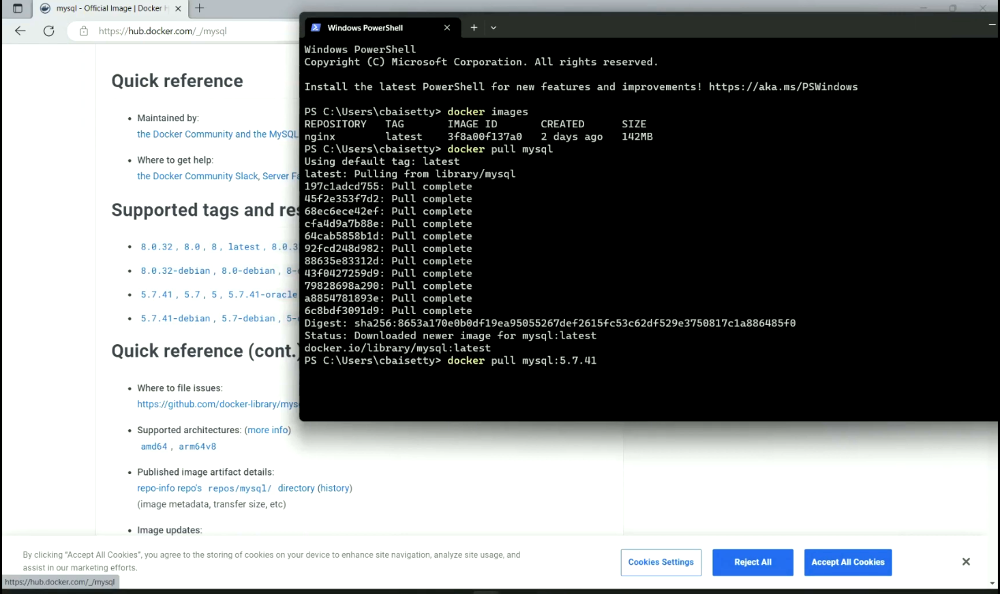 mysql - Official Image | Docker H
https://hub.docker.com/_/mysql
Quick reference
Maintained by:
the Docker Community and the MySQL
Where to get help:
the Docker Community Slack, Server Fa
Supported tags and res
8.0.32 , 8.0 , 8 , latest , 8.0.3
8.0.32-debian , 8.0-debian , 8-
5.7.41 , 5.7 , 5 , 5.7.41-oracle
5.7.41-debian , 5.7-debian , 5-
Quick reference (cont.)
Where to file issues:
https://github.com/docker-library/mys
Supported architectures: (more info)
amd64 , arm64v8
Published image artifact details:
repo-info repo's repos/mysql/ directory (history)
(image metadata, transfer size, etc)
Image updates:
Windows PowerShell
Windows PowerShell
Copyright (C) Microsoft Corporation. All rights reserved.
Install the latest PowerShell for new features and improvements! https://aka.ms/PSWindows
PS C:\Users\cbaisetty> docker images
REPOSITORY TAG IMAGE ID CREATED SIZE
nginx latest 3f8a00f137a0 2 days ago 142MB
PS C:\Users\cbaisetty> docker pull mysql
Using default tag: latest
latest: Pulling from library/mysql
197c1adcd755: Pull complete
45f2e353f7d2: Pull complete
68ec6ece42ef: Pull complete
cfa4d9a7b88e: Pull complete
64cab5858b1d: Pull complete
92fcd248d982: Pull complete
88635e83312d: Pull complete
43f0427259d9: Pull complete
79828698a290: Pull complete
a8854781893e: Pull complete
6c8bdf3091d9: Pull complete
Digest: sha256:8653a170e0b0df19ea95055267def2615fc53c62df529e3750817c1a886485f0
Status: Downloaded newer image for mysql:latest
docker.io/library/mysql:latest
PS C:\Users\cbaisetty> docker pull mysql:5.7.41
By clicking “Accept All Cookies”, you agree to the storing of cookies on your device to enhance site navigation, analyze site usage, and
assist in our marketing efforts.
Cookies Settings
Reject All
Accept All Cookies
https://hub.docker.com/_/mysql